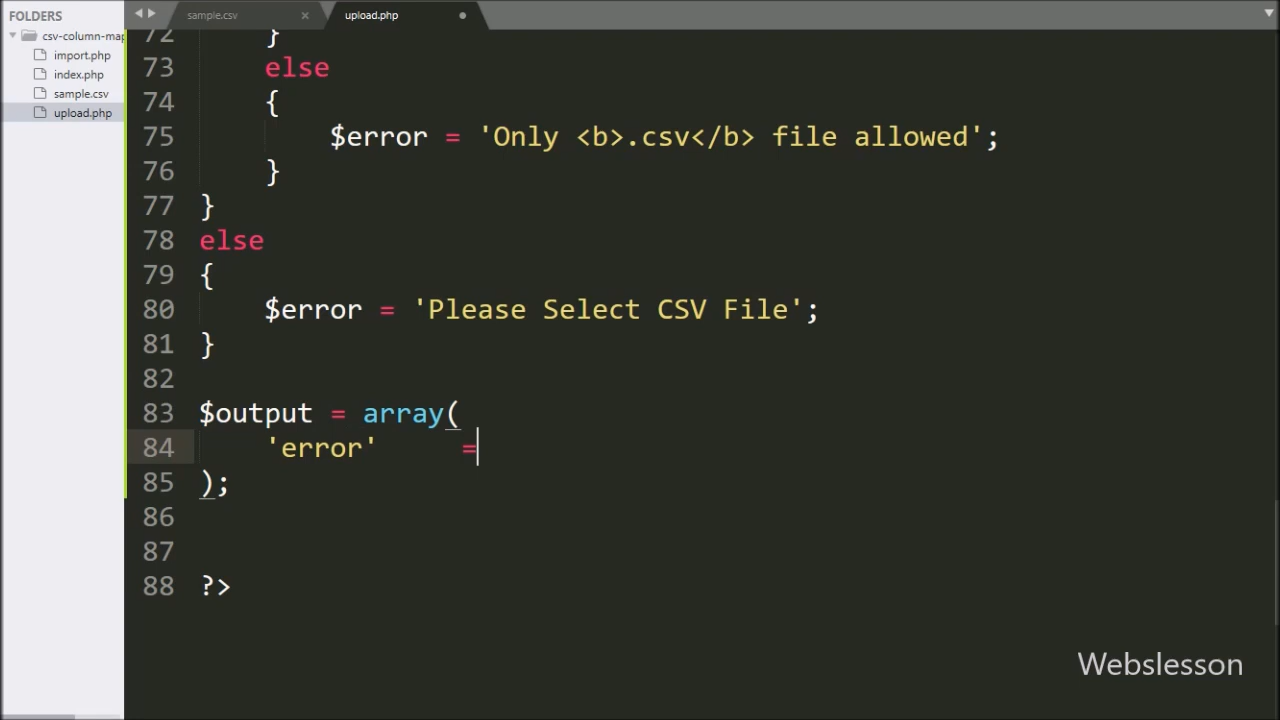 FOLDERS
csv-column-map
import.php
index.php
sample.csv
upload.php
sample.csv ×
upload.php
72 }
73 else
74 {
75 $error = 'Only <b>.csv</b> file allowed';
76 }
77 }
78 else
79 {
80 $error = 'Please Select CSV File';
81 }
82
83 $output = array(
84 'error' =
85 );
86
87
88 ?>
Webslesson